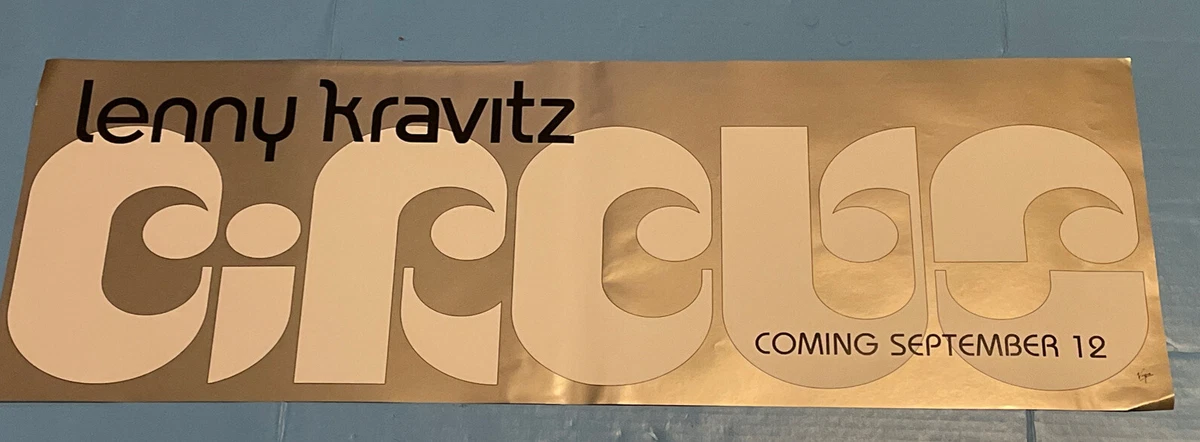 lenny kravitz
circus
COMING SEPTEMBER 12